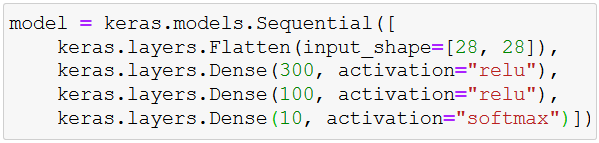 model = keras.models.Sequential([
    keras.layers.Flatten(input_shape=[28, 28]),
    keras.layers.Dense(300, activation="relu"),
    keras.layers.Dense(100, activation="relu"),
    keras.layers.Dense(10, activation="softmax")])